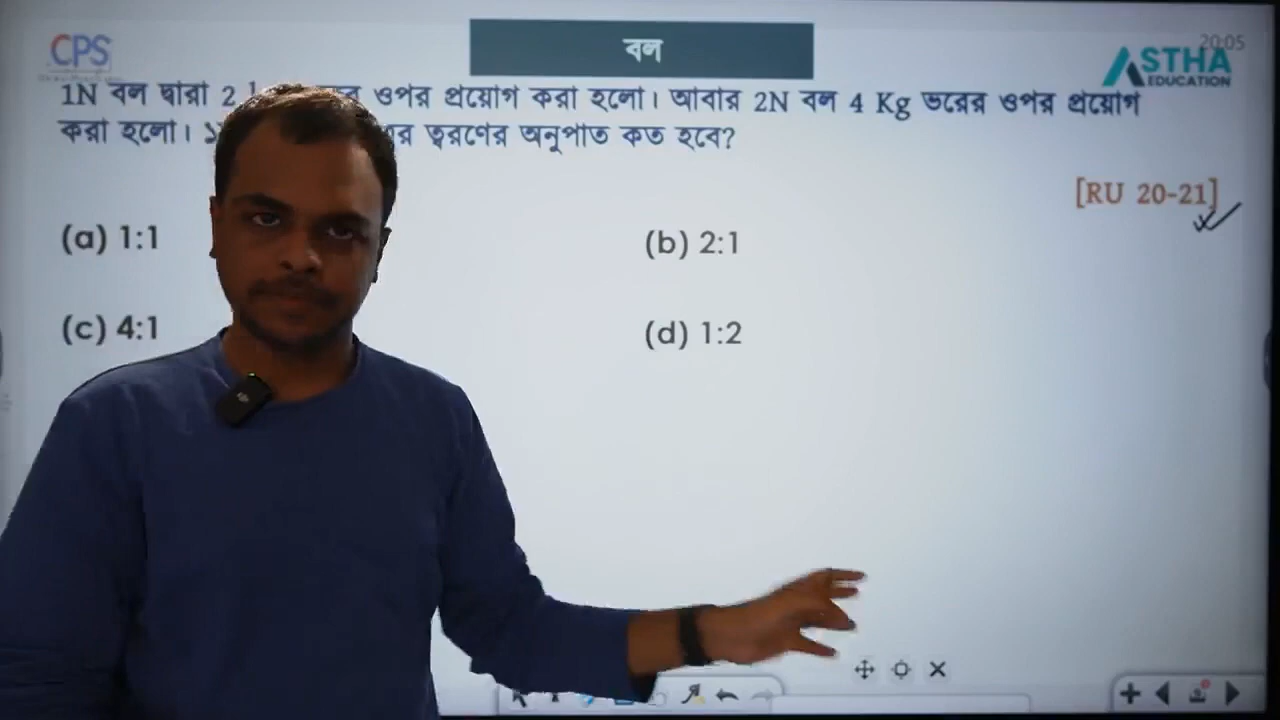 বল
20:05
CPS
ASTHA
EDUCATION
1N বল দ্বারা 2 ওপর প্রয়োগ করা হলো। আবার 2N বল 4 Kg ভরের ওপর প্রয়োগ
করা হলো। ত্বরণের অনুপাত কত হবে?
[RU 20-21]
(a) 1:1
(b) 2:1
(c) 4:1
(d) 1:2